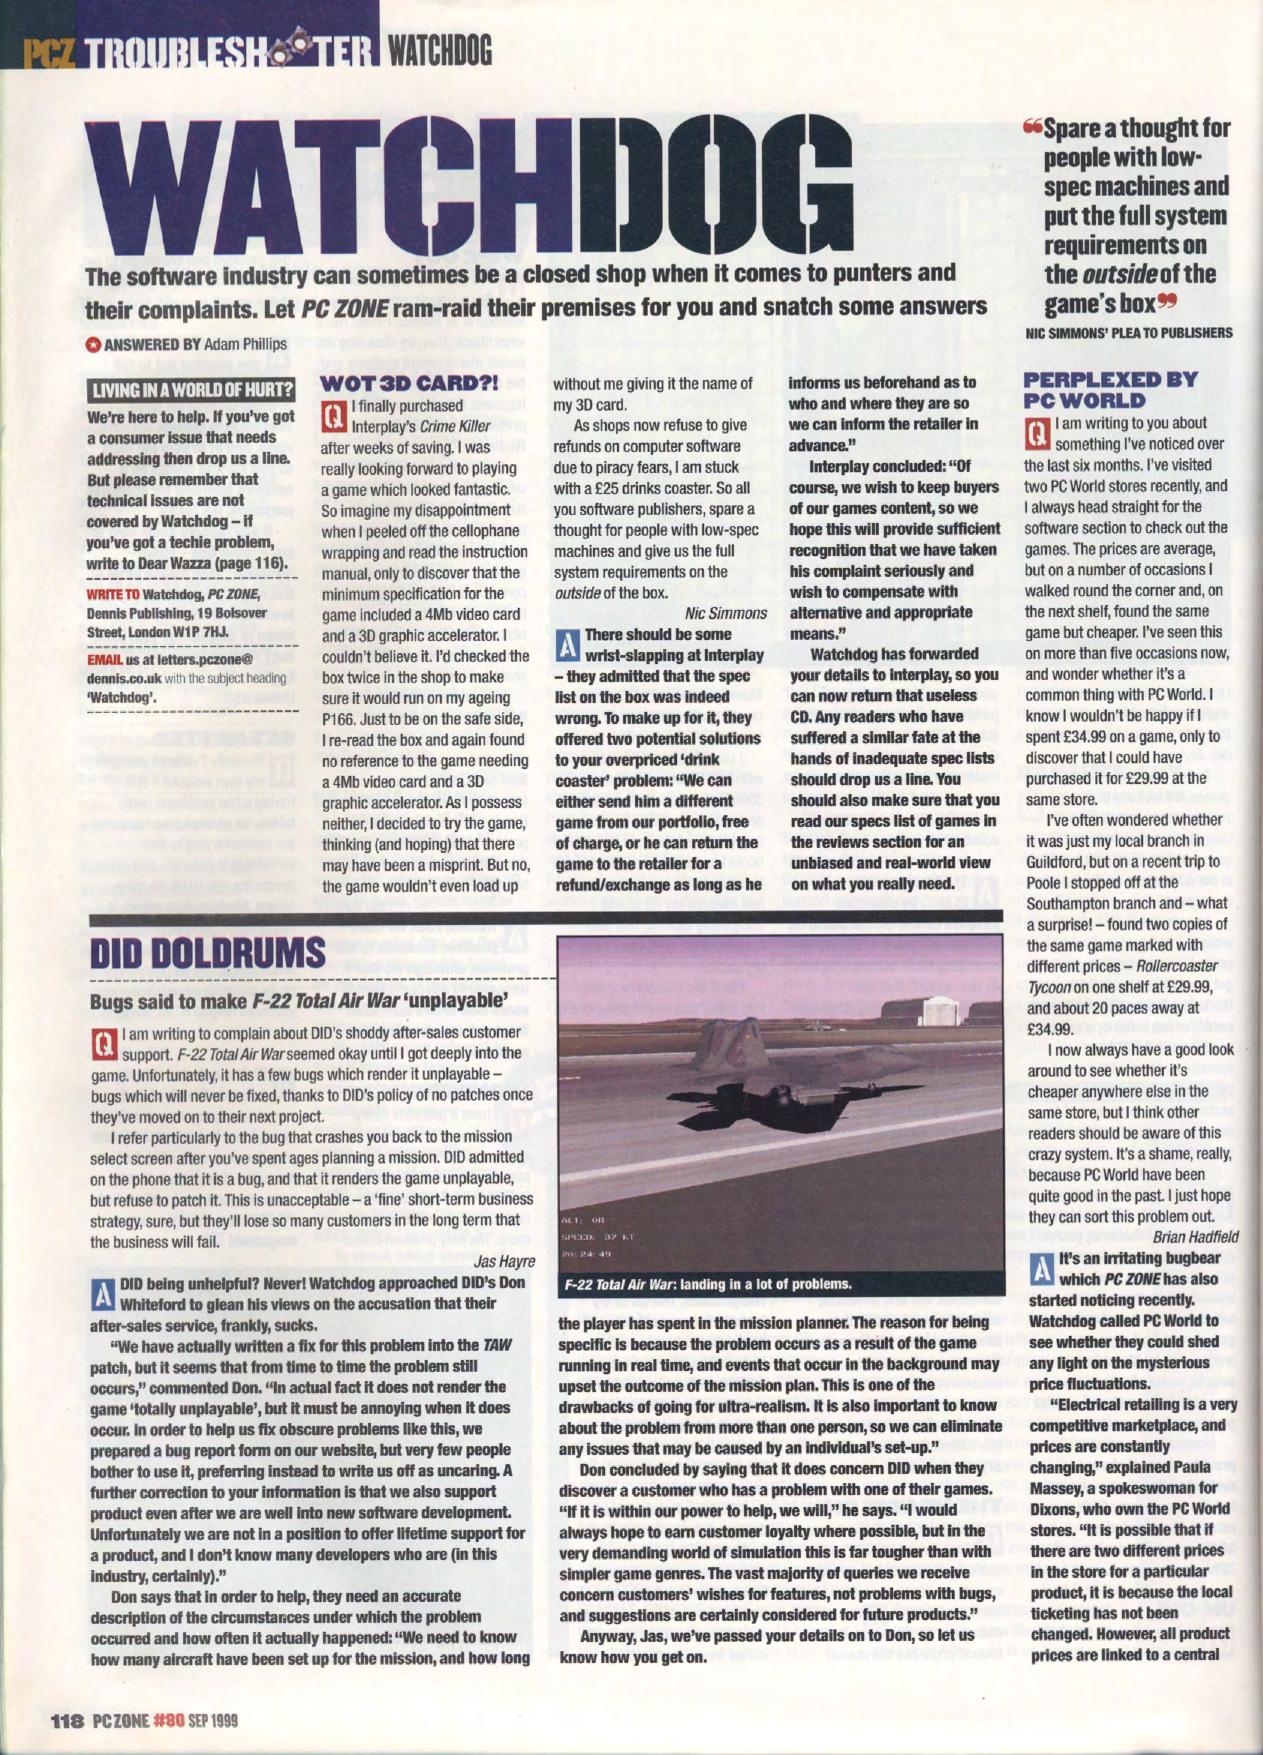 PCZ TROUBLESHOOTER WATCHDOG
WATCHDOG
The software industry can sometimes be a closed shop when it comes to punters and
their complaints. Let PC ZONE ram-raid their premises for you and snatch some answers
ANSWERED BY Adam Phillips
LIVING IN A WORLD OF HURT?
We're here to help. If you've got
a consumer issue that needs
addressing then drop us a line.
But please remember that
technical issues are not
covered by Watchdog – if
you've got a techie problem,
write to Dear Wazza (page 116).
WRITE TO Watchdog, PC ZONE,
Dennis Publishing, 19 Bolsover
Street, London W1P 7HJ.
EMAIL us at letters.pczone@
dennis.co.uk with the subject heading
'Watchdog'.
WOT 3D CARD?!
Q I finally purchased
Interplay's Crime Killer
after weeks of saving. I was
really looking forward to playing
a game which looked fantastic.
So imagine my disappointment
when I peeled off the cellophane
wrapping and read the instruction
manual, only to discover that the
minimum specification for the
game included a 4Mb video card
and a 3D graphic accelerator. I
couldn't believe it. I'd checked the
box twice in the shop to make
sure it would run on my ageing
P166. Just to be on the safe side,
I re-read the box and again found
no reference to the game needing
a 4Mb video card and a 3D
graphic accelerator. As I possess
neither, I decided to try the game,
thinking (and hoping) that there
may have been a misprint. But no,
the game wouldn't even load up
without me giving it the name of
my 3D card.
As shops now refuse to give
refunds on computer software
due to piracy fears, I am stuck
with a £25 drinks coaster. So all
you software publishers, spare a
thought for people with low-spec
machines and give us the full
system requirements on the
outside of the box.
Nic Simmons
A There should be some
wrist-slapping at Interplay
– they admitted that the spec
list on the box was indeed
wrong. To make up for it, they
offered two potential solutions
to your overpriced 'drink
coaster' problem: "We can
either send him a different
game from our portfolio, free
of charge, or he can return the
game to the retailer for a
refund/exchange as long as he
informs us beforehand as to
who and where they are so
we can inform the retailer in
advance."
Interplay concluded: "Of
course, we wish to keep buyers
of our games content, so we
hope this will provide sufficient
recognition that we have taken
his complaint seriously and
wish to compensate with
alternative and appropriate
means."
Watchdog has forwarded
your details to Interplay, so you
can now return that useless
CD. Any readers who have
suffered a similar fate at the
hands of inadequate spec lists
should drop us a line. You
should also make sure that you
read our specs list of games in
the reviews section for an
unbiased and real-world view
on what you really need.
"Spare a thought for
people with low-
spec machines and
put the full system
requirements on
the outside of the
game's box"
NIC SIMMONS' PLEA TO PUBLISHERS
PERPLEXED BY
PC WORLD
Q I am writing to you about
something I've noticed over
the last six months. I've visited
two PC World stores recently, and
I always head straight for the
software section to check out the
games. The prices are average,
but on a number of occasions I
walked round the corner and, on
the next shelf, found the same
game but cheaper. I've seen this
on more than five occasions now,
and wonder whether it's a
common thing with PC World. I
know I wouldn't be happy if I
spent £34.99 on a game, only to
discover that I could have
purchased it for £29.99 at the
same store.
I've often wondered whether
it was just my local branch in
Guildford, but on a recent trip to
Poole I stopped off at the
Southampton branch and – what
a surprise! – found two copies of
the same game marked with
different prices – Rollercoaster
Tycoon on one shelf at £29.99,
and about 20 paces away at
£34.99.
I now always have a good look
around to see whether it's
cheaper anywhere else in the
same store, but I think other
readers should be aware of this
crazy system. It's a shame, really,
because PC World have been
quite good in the past. I just hope
they can sort this problem out.
Brian Hadfield
A It's an irritating bugbear
which PC ZONE has also
started noticing recently.
Watchdog called PC World to
see whether they could shed
any light on the mysterious
price fluctuations.
"Electrical retailing is a very
competitive marketplace, and
prices are constantly
changing," explained Paula
Massey, a spokeswoman for
Dixons, who own the PC World
stores. "It is possible that if
there are two different prices
in the store for a particular
product, it is because the local
ticketing has not been
changed. However, all product
prices are linked to a central
DID DOLDRUMS
Bugs said to make F-22 Total Air War 'unplayable'
Q I am writing to complain about DID's shoddy after-sales customer
support. F-22 Total Air War seemed okay until I got deeply into the
game. Unfortunately, it has a few bugs which render it unplayable –
bugs which will never be fixed, thanks to DID's policy of no patches once
they've moved on to their next project.
I refer particularly to the bug that crashes you back to the mission
select screen after you've spent ages planning a mission. DID admitted
on the phone that it is a bug, and that it renders the game unplayable,
but refuse to patch it. This is unacceptable – a 'fine' short-term business
strategy, sure, but they'll lose so many customers in the long term that
the business will fail.
Jas Hayre
A DID being unhelpful? Never! Watchdog approached DID's Don
Whiteford to glean his views on the accusation that their
after-sales service, frankly, sucks.
"We have actually written a fix for this problem into the TAW
patch, but it seems that from time to time the problem still
occurs," commented Don. "In actual fact it does not render the
game 'totally unplayable', but it must be annoying when it does
occur. In order to help us fix obscure problems like this, we
prepared a bug report form on our website, but very few people
bother to use it, preferring instead to write us off as uncaring. A
further correction to your information is that we also support
product even after we are well into new software development.
Unfortunately we are not in a position to offer lifetime support for
a product, and I don't know many developers who are (in this
industry, certainly)."
Don says that in order to help, they need an accurate
description of the circumstances under which the problem
occurred and how often it actually happened: "We need to know
how many aircraft have been set up for the mission, and how long
ALT: 0R
SPEED: 37 KT
20:24:49
F-22 Total Air War: landing in a lot of problems.
the player has spent in the mission planner. The reason for being
specific is because the problem occurs as a result of the game
running in real time, and events that occur in the background may
upset the outcome of the mission plan. This is one of the
drawbacks of going for ultra-realism. It is also important to know
about the problem from more than one person, so we can eliminate
any issues that may be caused by an individual's set-up."
Don concluded by saying that it does concern DID when they
discover a customer who has a problem with one of their games.
"If it is within our power to help, we will," he says. "I would
always hope to earn customer loyalty where possible, but in the
very demanding world of simulation this is far tougher than with
simpler game genres. The vast majority of queries we receive
concern customers' wishes for features, not problems with bugs,
and suggestions are certainly considered for future products."
Anyway, Jas, we've passed your details on to Don, so let us
know how you get on.
118 PC ZONE #80 SEP 1999